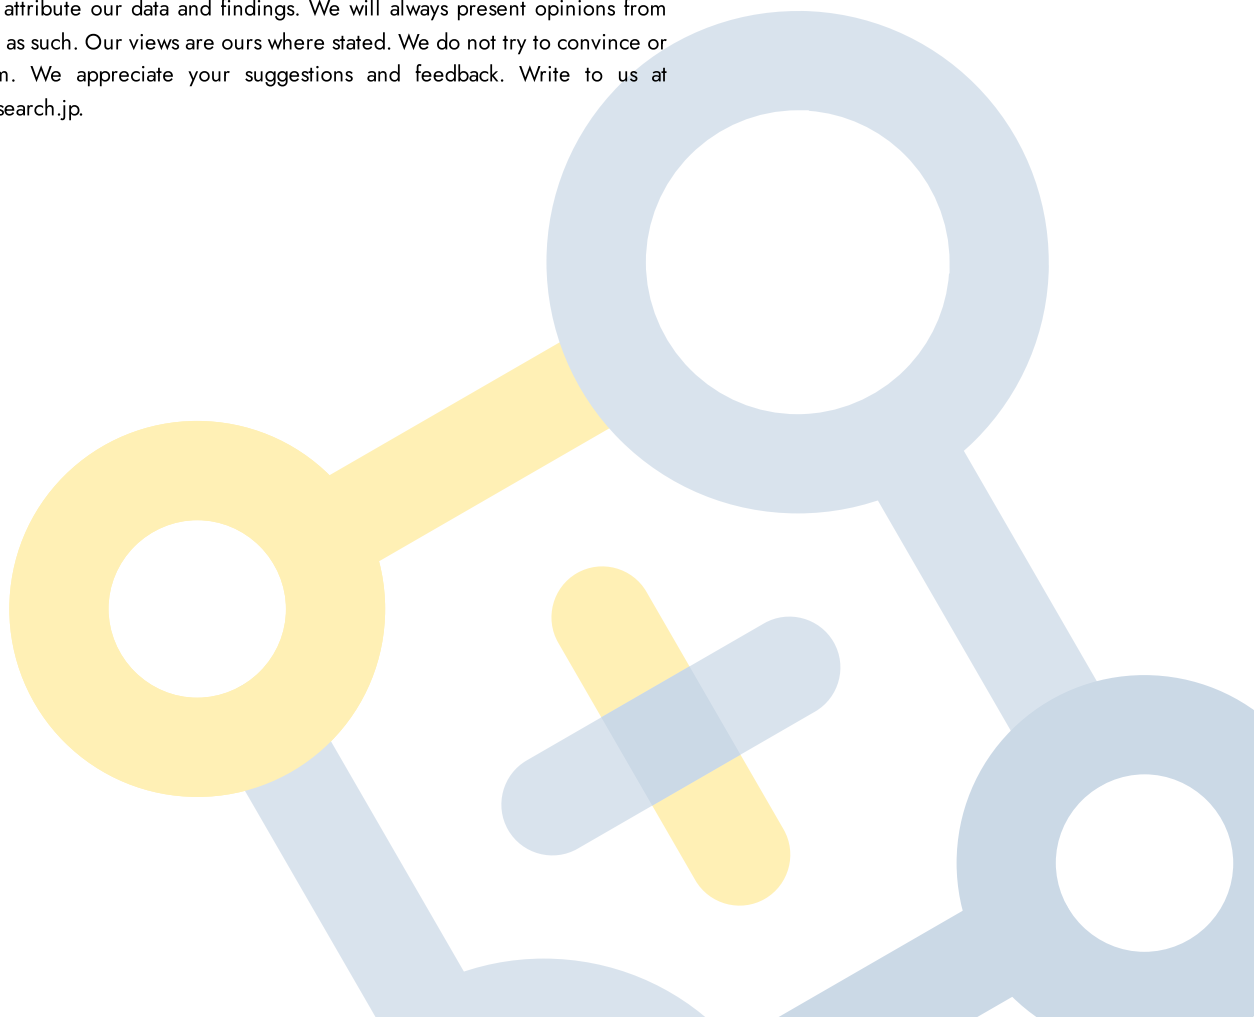 attribute our data and findings. We will always present opinions from
as such. Our views are ours where stated. We do not try to convince or
We appreciate your suggestions and feedback. Write to us at
search.jp.